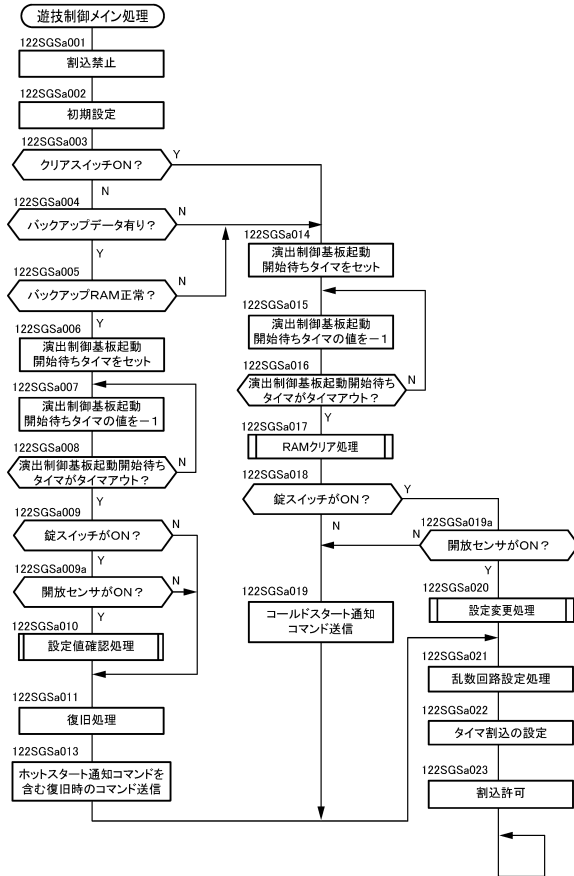 遊技制御メイン処理
122SGSa001
割込禁止
122SGSa002
初期設定
122SGSa003
クリアスイッチON？
Y
N
122SGSa004
バックアップデータ有り？
N
Y
122SGSa005
バックアップRAM正常？
N
Y
122SGSa006
演出制御基板起動
開始待ちタイマをセット
122SGSa007
演出制御基板起動
開始待ちタイマの値を－1
122SGSa008
演出制御基板起動開始待ち
タイマがタイマアウト？
N
Y
122SGSa009
錠スイッチがON？
N
Y
122SGSa009a
開放センサがON？
N
Y
122SGSa010
設定値確認処理
122SGSa011
復旧処理
122SGSa013
ホットスタート通知コマンドを
含む復旧時のコマンド送信
122SGSa014
演出制御基板起動
開始待ちタイマをセット
122SGSa015
演出制御基板起動
開始待ちタイマの値を－1
122SGSa016
演出制御基板起動開始待ち
タイマがタイマアウト？
N
Y
122SGSa017
RAMクリア処理
122SGSa018
錠スイッチがON？
Y
N
122SGSa019
コールドスタート通知
コマンド送信
122SGSa019a
開放センサがON？
N
Y
122SGSa020
設定変更処理
122SGSa021
乱数回路設定処理
122SGSa022
タイマ割込の設定
122SGSa023
割込許可